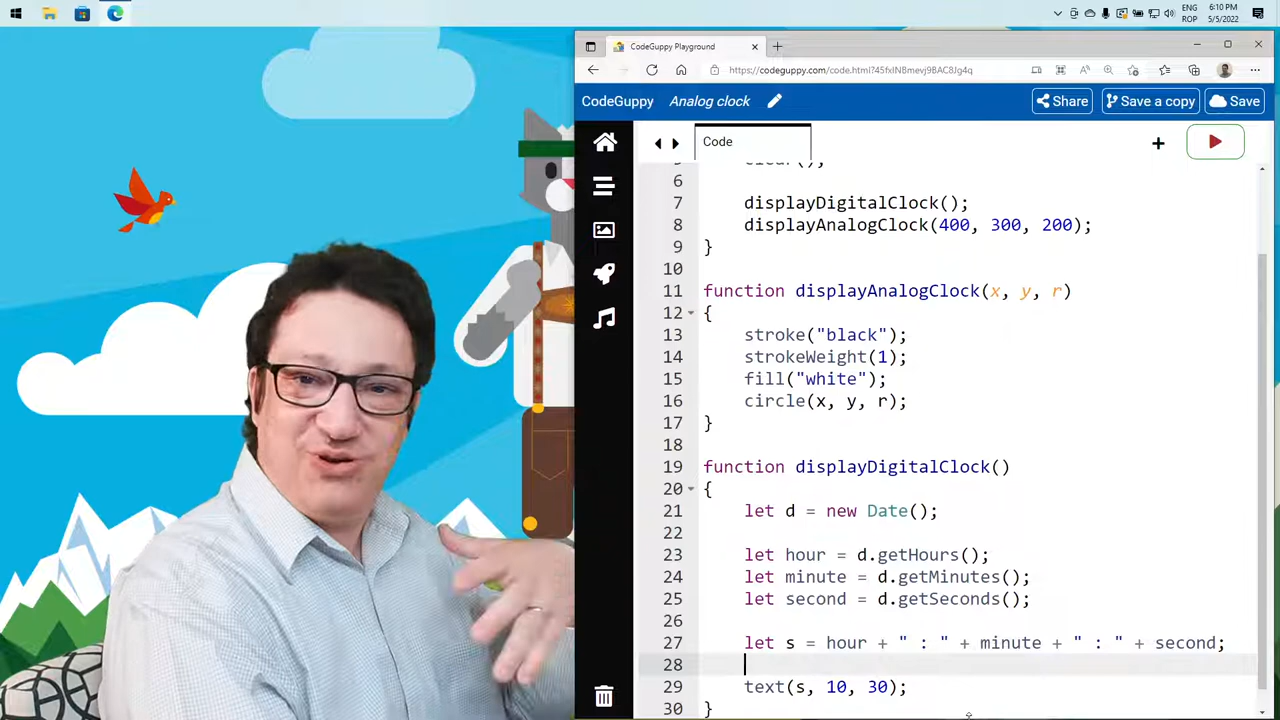 ENG
6:10 PM
ROP
5/5/2022
CodeGuppy Playground
https://codeguppy.com/code.html?45fxINBmevj9BAC8Jg4q
CodeGuppy
Analog clock
Share
Save a copy
Save
Code
5 clear();
6
7 displayDigitalClock();
8 displayAnalogClock(400, 300, 200);
9 }
10
11 function displayAnalogClock(x, y, r)
12 {
13 stroke("black");
14 strokeWeight(1);
15 fill("white");
16 circle(x, y, r);
17 }
18
19 function displayDigitalClock()
20 {
21 let d = new Date();
22
23 let hour = d.getHours();
24 let minute = d.getMinutes();
25 let second = d.getSeconds();
26
27 let s = hour + " : " + minute + " : " + second;
28
29 text(s, 10, 30);
30 }